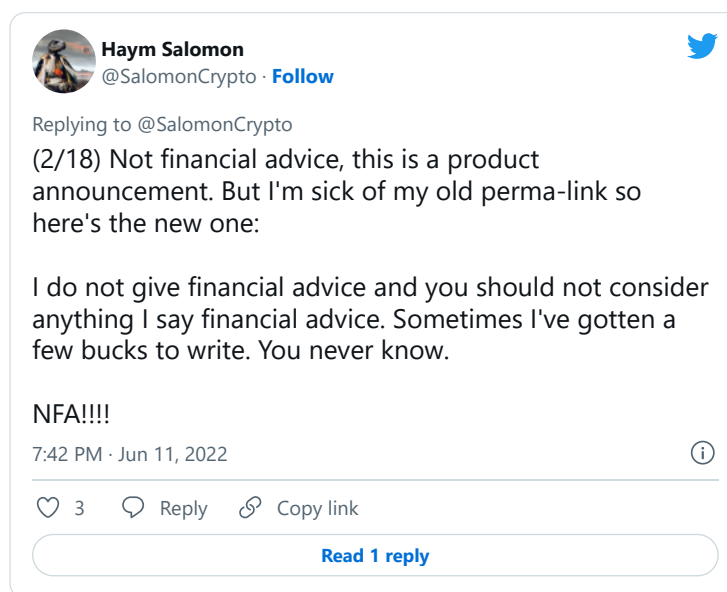 Haym Salomon
@SalomonCrypto · Follow
Replying to @SalomonCrypto
(2/18) Not financial advice, this is a product
announcement. But I'm sick of my old perma-link so
here's the new one:
I do not give financial advice and you should not consider
anything I say financial advice. Sometimes I've gotten a
few bucks to write. You never know.
NFA!!!!
7:42 PM · Jun 11, 2022
3 Reply Copy link
Read 1 reply